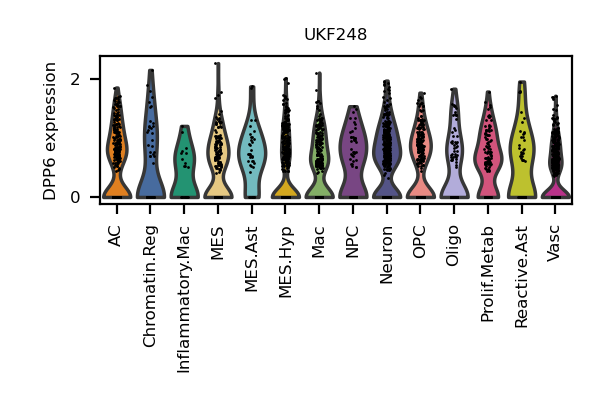 UKF248
DPP6 expression
2
0
AC
Chromatin.Reg
Inflammatory.Mac
MES
MES.Ast
MES.Hyp
Mac
NPC
Neuron
OPC
Oligo
Prolif.Metab
Reactive.Ast
Vasc